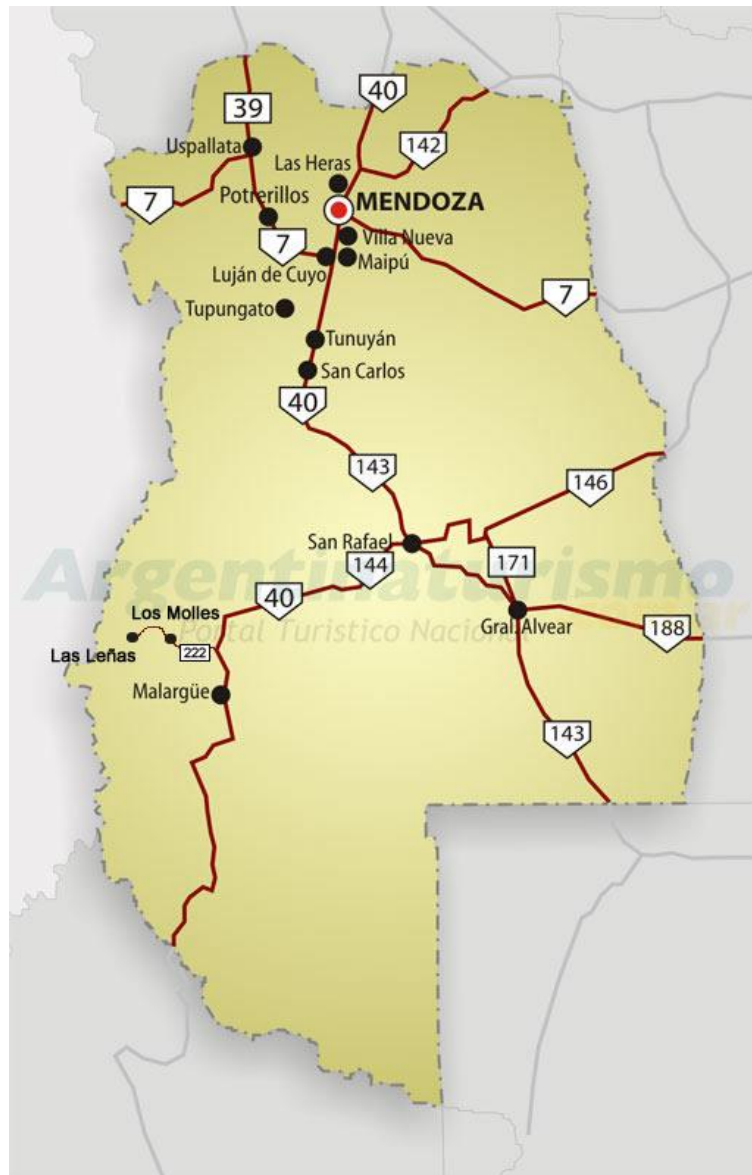 40
39
142
Uspallata
Las Heras
7
Potrerillos
MENDOZA
Villa Nueva
7
Luján de Cuyo
Maipú
7
Tupungato
Tunuyán
San Carlos
40
143
146
San Rafael
144
171
Argentinaturismo
40
Los Molles
Portal Turistico Nacional
Gral. Alvear
188
Las Leñas
222
Malargüe
143